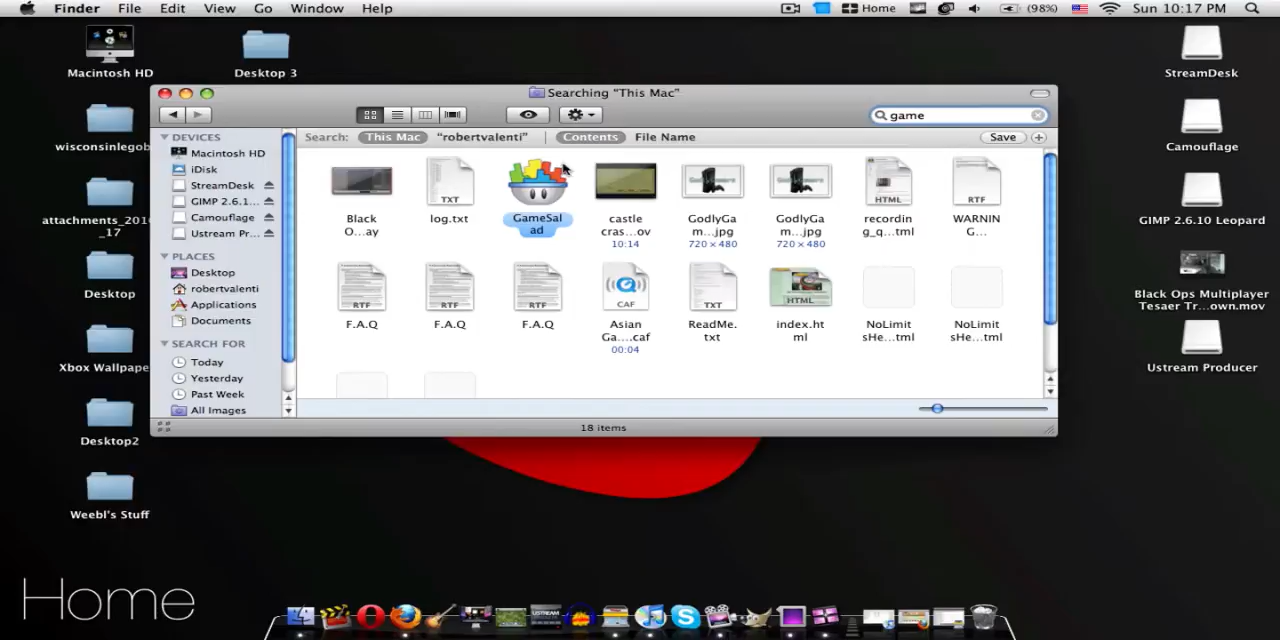 Finder File Edit View Go Window Help
Home (98%) Sun 10:17 PM
Macintosh HD
Desktop 3
StreamDesk
wisconsinlegob
Camouflage
attachments_201
_17
GIMP 2.6.10 Leopard
Desktop
Black Ops Multiplayer
Tesaer Tr...own.mov
Xbox Wallpape
Ustream Producer
Desktop2
Weebl's Stuff
Searching "This Mac"
game
Search: This Mac "robertvalenti" Contents File Name Save
DEVICES
Macintosh HD
iDisk
StreamDesk
GIMP 2.6.1...
Camouflage
Ustream Pr...
PLACES
Desktop
robertvalenti
Applications
Documents
SEARCH FOR
Today
Yesterday
Past Week
All Images
TXT
HTML
RTF
Black
O...ay
log.txt
GameSal
ad
castle
cras...ov
10:14
GodlyGa
m...jpg
720 × 480
GodlyGa
m...jpg
720 × 480
recordin
g_q...tml
WARNIN
G...
RTF
RTF
RTF
CAF
TXT
HTML
F.A.Q
F.A.Q
F.A.Q
Asian
Ga....caf
00:04
ReadMe.
txt
index.ht
ml
NoLimit
sHe...tml
NoLimit
sHe...tml
18 items
Home